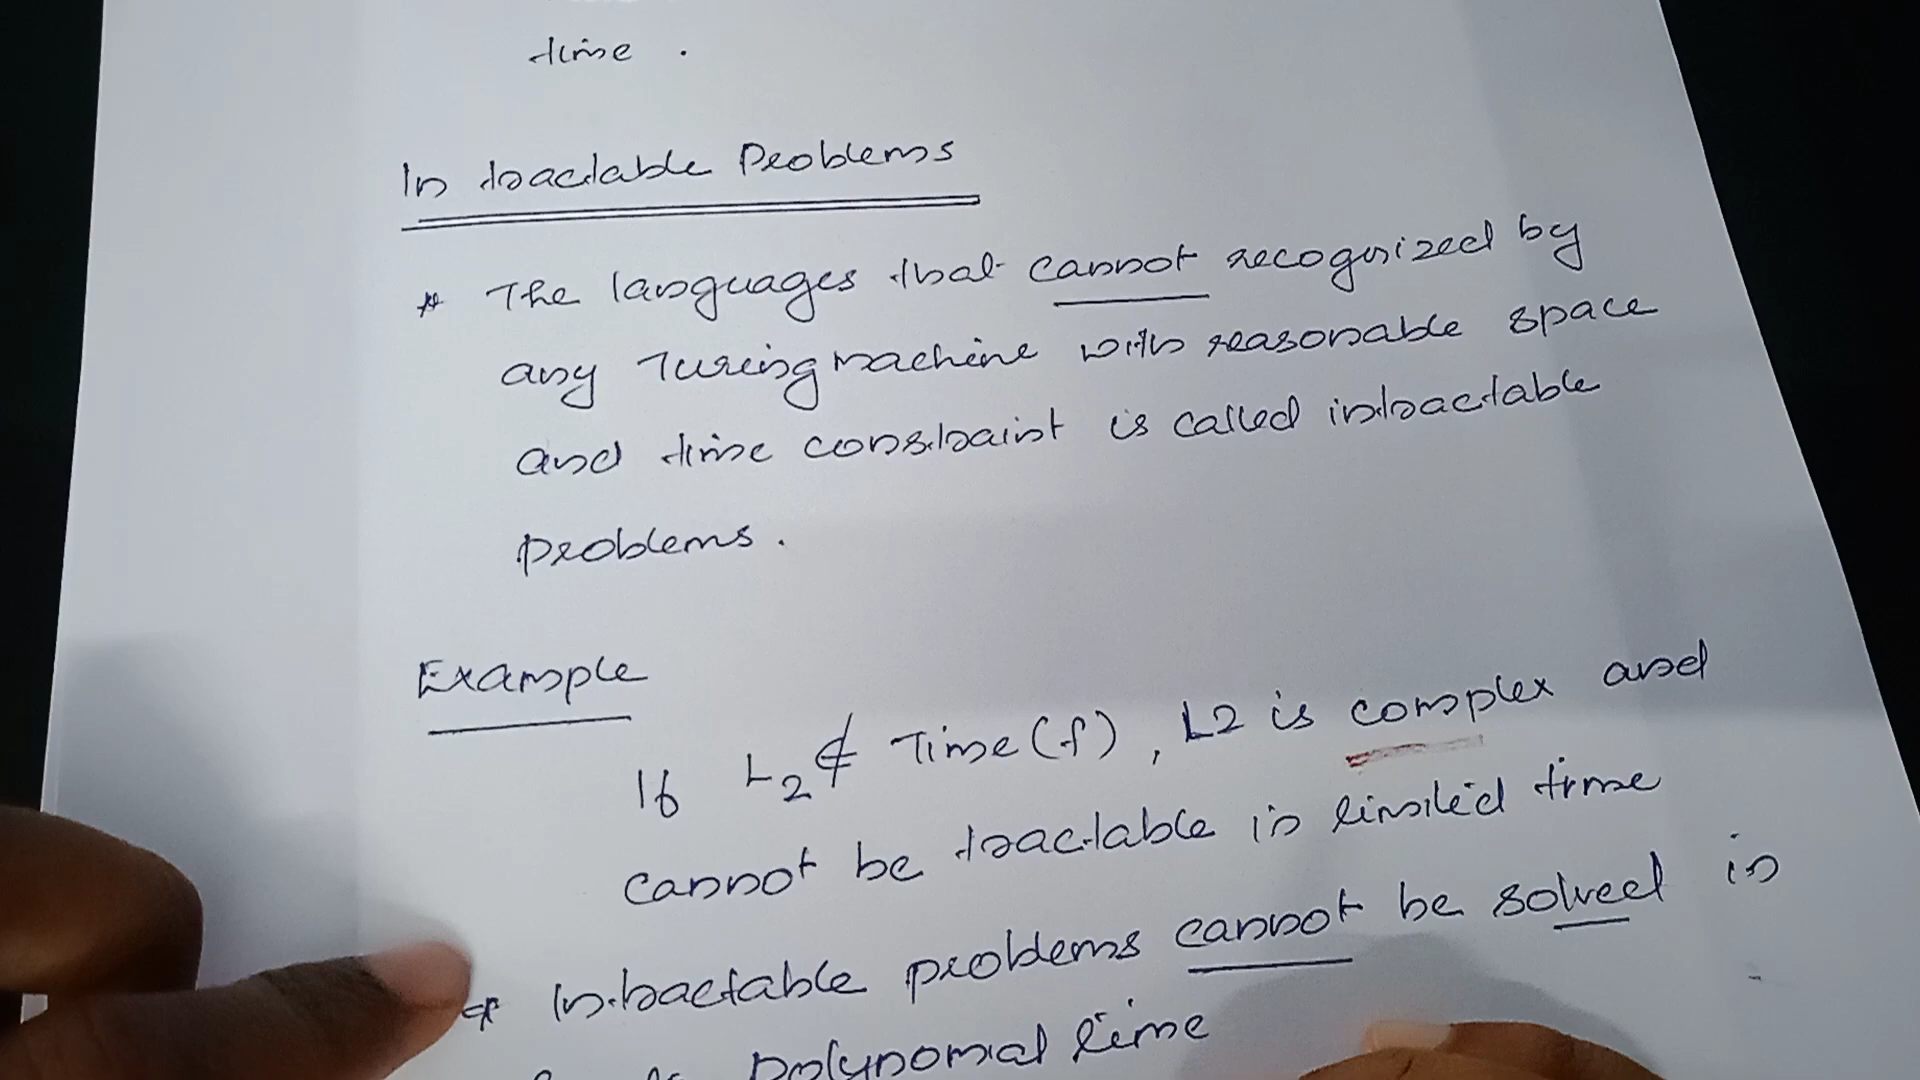 time .
Intractable Problems
* The languages that cannot recognized by
any Turing machine with reasonable space
and time constraint is called intractable
problems.
Example
If L2 ∉ Time (f), L2 is complex and
cannot be tractable in limited time
* Intractable problems cannot be solved in
Polynomial time